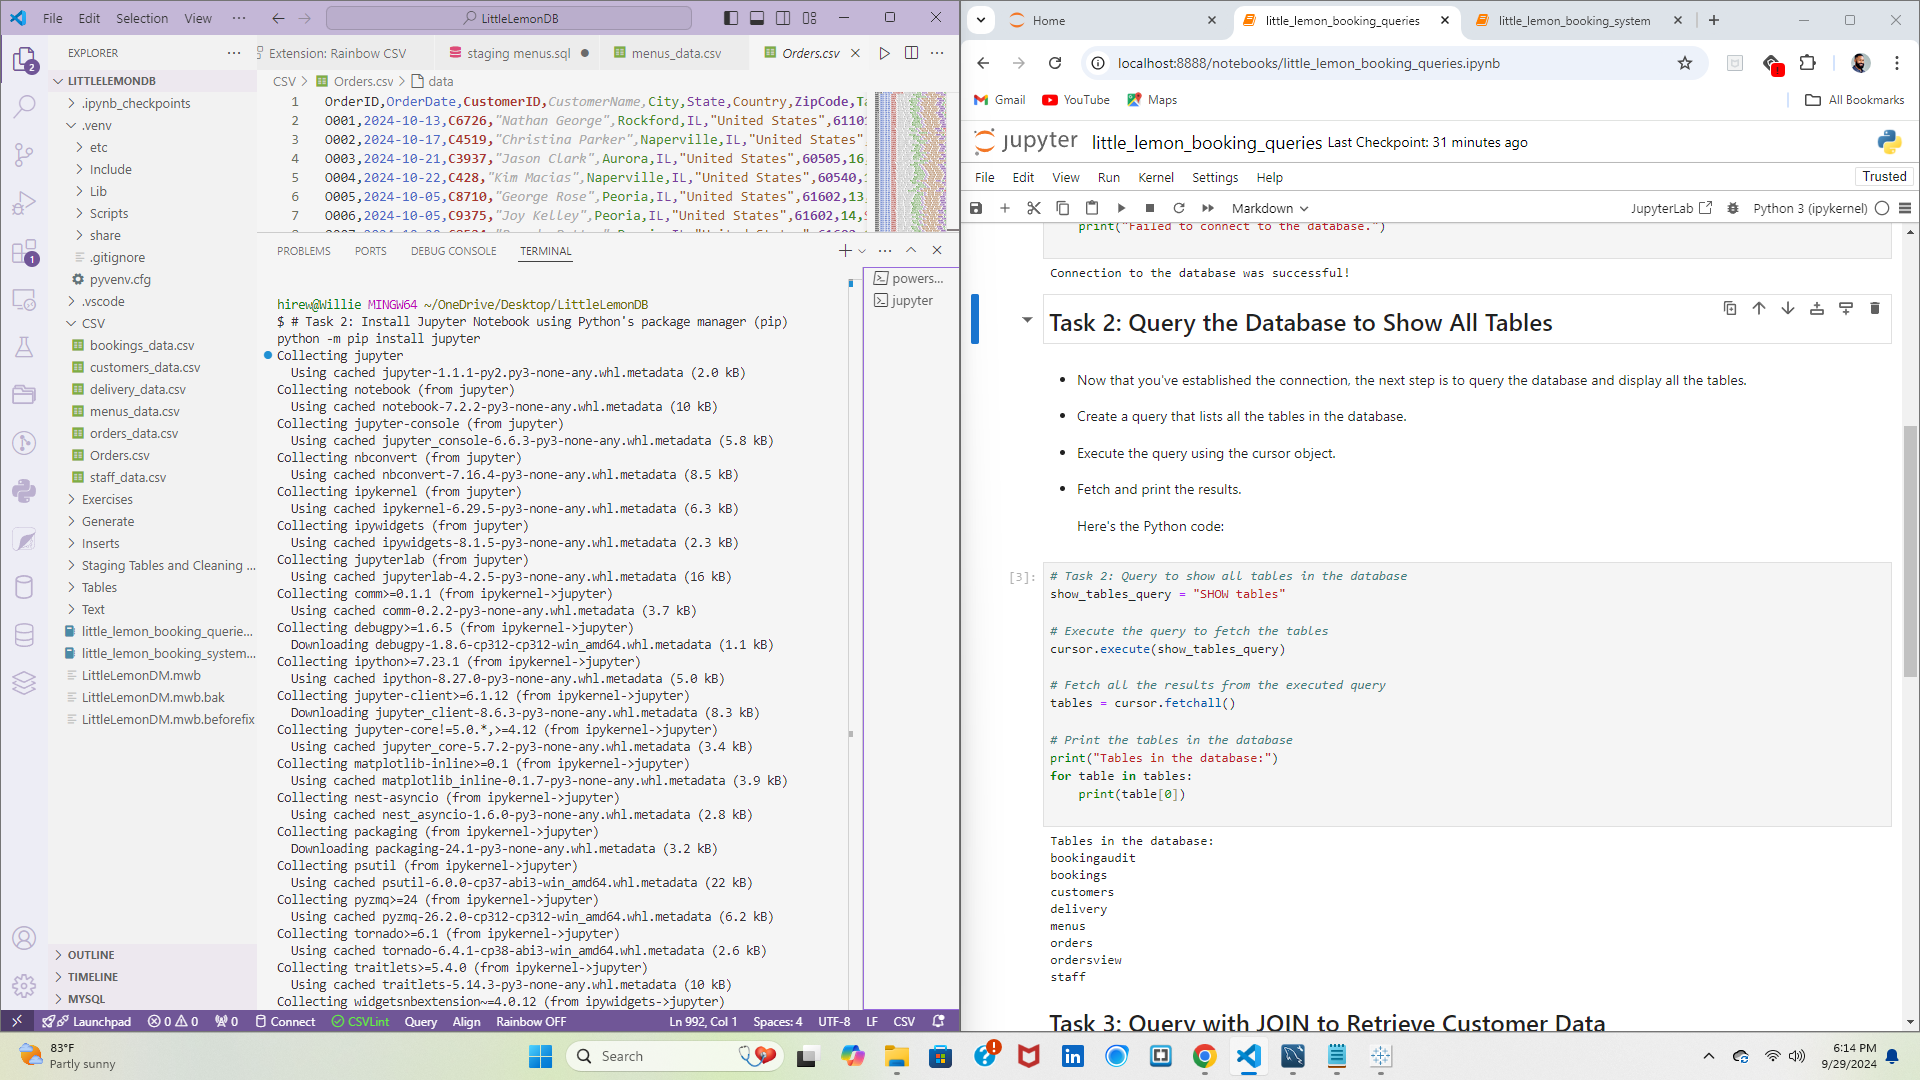 File Edit Selection View ··· LittleLemonDB
EXPLORER ···
LITTLELEMONDB
.ipynb_checkpoints
.venv
etc
Include
Lib
Scripts
share
.gitignore
pyvenv.cfg
.vscode
CSV
bookings_data.csv
customers_data.csv
delivery_data.csv
menus_data.csv
orders_data.csv
Orders.csv
staff_data.csv
Exercises
Generate
Inserts
Staging Tables and Cleaning ...
Tables
Text
little_lemon_booking_querie...
little_lemon_booking_system...
LittleLemonDM.mwb
LittleLemonDM.mwb.bak
LittleLemonDM.mwb.beforefix
OUTLINE
TIMELINE
MYSQL
2
1
Extension: Rainbow CSV staging menus.sql menus_data.csv Orders.csv
CSV > Orders.csv > data
1 OrderID,OrderDate,CustomerID,CustomerName,City,State,Country,ZipCode,Ta
2 O001,2024-10-13,C6726,"Nathan George",Rockford,IL,"United States",6110
3 O002,2024-10-17,C4519,"Christina Parker",Naperville,IL,"United States"
4 O003,2024-10-21,C3937,"Jason Clark",Aurora,IL,"United States",60505,16,
5 O004,2024-10-22,C428,"Kim Macias",Naperville,IL,"United States",60540,1
6 O005,2024-10-05,C8710,"George Rose",Peoria,IL,"United States",61602,13,
7 O006,2024-10-05,C9375,"Joy Kelley",Peoria,IL,"United States",61602,14,
PROBLEMS PORTS DEBUG CONSOLE TERMINAL
powers...
jupyter
hirew@Willie MINGW64 ~/OneDrive/Desktop/LittleLemonDB
$ # Task 2: Install Jupyter Notebook using Python's package manager (pip)
python -m pip install jupyter
Collecting jupyter
Using cached jupyter-1.1.1-py2.py3-none-any.whl.metadata (2.0 kB)
Collecting notebook (from jupyter)
Using cached notebook-7.2.2-py3-none-any.whl.metadata (10 kB)
Collecting jupyter-console (from jupyter)
Using cached jupyter_console-6.6.3-py3-none-any.whl.metadata (5.8 kB)
Collecting nbconvert (from jupyter)
Using cached nbconvert-7.16.4-py3-none-any.whl.metadata (8.5 kB)
Collecting ipykernel (from jupyter)
Using cached ipykernel-6.29.5-py3-none-any.whl.metadata (6.3 kB)
Collecting ipywidgets (from jupyter)
Using cached ipywidgets-8.1.5-py3-none-any.whl.metadata (2.3 kB)
Collecting jupyterlab (from jupyter)
Using cached jupyterlab-4.2.5-py3-none-any.whl.metadata (16 kB)
Collecting comm>=0.1.1 (from ipykernel->jupyter)
Using cached comm-0.2.2-py3-none-any.whl.metadata (3.7 kB)
Collecting debugpy>=1.6.5 (from ipykernel->jupyter)
Downloading debugpy-1.8.6-cp312-cp312-win_amd64.whl.metadata (1.1 kB)
Collecting ipython>=7.23.1 (from ipykernel->jupyter)
Using cached ipython-8.27.0-py3-none-any.whl.metadata (5.0 kB)
Collecting jupyter-client>=6.1.12 (from ipykernel->jupyter)
Downloading jupyter_client-8.6.3-py3-none-any.whl.metadata (8.3 kB)
Collecting jupyter-core!=5.0.*,>=4.12 (from ipykernel->jupyter)
Using cached jupyter_core-5.7.2-py3-none-any.whl.metadata (3.4 kB)
Collecting matplotlib-inline>=0.1 (from ipykernel->jupyter)
Using cached matplotlib_inline-0.1.7-py3-none-any.whl.metadata (3.9 kB)
Collecting nest-asyncio (from ipykernel->jupyter)
Using cached nest_asyncio-1.6.0-py3-none-any.whl.metadata (2.8 kB)
Collecting packaging (from ipykernel->jupyter)
Downloading packaging-24.1-py3-none-any.whl.metadata (3.2 kB)
Collecting psutil (from ipykernel->jupyter)
Using cached psutil-6.0.0-cp37-abi3-win_amd64.whl.metadata (22 kB)
Collecting pyzmq>=24 (from ipykernel->jupyter)
Using cached pyzmq-26.2.0-cp312-cp312-win_amd64.whl.metadata (6.2 kB)
Collecting tornado>=6.1 (from ipykernel->jupyter)
Using cached tornado-6.4.1-cp38-abi3-win_amd64.whl.metadata (2.6 kB)
Collecting traitlets>=5.4.0 (from ipykernel->jupyter)
Using cached traitlets-5.14.3-py3-none-any.whl.metadata (10 kB)
Collecting widgetsnbextension~=4.0.12 (from ipywidgets->jupyter)
Launchpad 0 0 0 Connect CSVLint Query Align Rainbow OFF Ln 992, Col 1 Spaces: 4 UTF-8 LF CSV
Home little_lemon_booking_queries little_lemon_booking_system
localhost:8888/notebooks/little_lemon_booking_queries.ipynb
Gmail YouTube Maps All Bookmarks
jupyter little_lemon_booking_queries Last Checkpoint: 31 minutes ago
File Edit View Run Kernel Settings Help Trusted
Markdown JupyterLab Python 3 (ipykernel)
print("Failed to connect to the database.")
Connection to the database was successful!
Task 2: Query the Database to Show All Tables
• Now that you've established the connection, the next step is to query the database and display all the tables.
• Create a query that lists all the tables in the database.
• Execute the query using the cursor object.
• Fetch and print the results.
Here's the Python code:
[3]: # Task 2: Query to show all tables in the database
show_tables_query = "SHOW tables"
# Execute the query to fetch the tables
cursor.execute(show_tables_query)
# Fetch all the results from the executed query
tables = cursor.fetchall()
# Print the tables in the database
print("Tables in the database:")
for table in tables:
print(table[0])
Tables in the database:
bookingaudit
bookings
customers
delivery
menus
orders
ordersview
staff
Task 3: Query with JOIN to Retrieve Customer Data
83°F
Partly sunny
Search
6:14 PM
9/29/2024